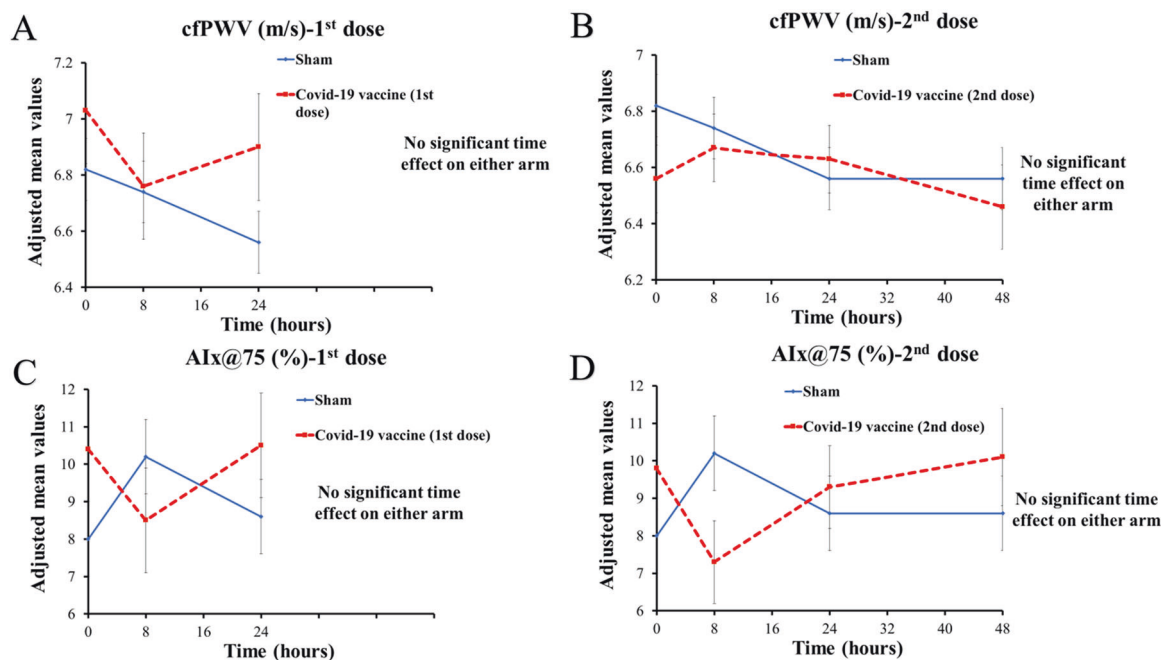 A
cfPWV (m/s)-1st dose
Sham
Covid-19 vaccine (1st
dose)
7.2
7
6.8
6.6
6.4
Adjusted mean values
No significant time
effect on either arm
0 8 16 24
Time (hours)
B
cfPWV (m/s)-2nd dose
Sham
Covid-19 vaccine (2nd dose)
7
6.8
6.6
6.4
6.2
Adjusted mean values
No significant
time effect on
either arm
0 8 16 24 32 40 48
Time (hours)
C
AIx@75 (%)-1st dose
Sham
Covid-19 vaccine (1st dose)
12
11
10
9
8
7
6
Adjusted mean values
No significant time
effect on either arm
0 8 16 24
Time (hours)
D
AIx@75 (%)-2nd dose
Sham
Covid-19 vaccine (2nd dose)
12
11
10
9
8
7
6
Adjusted mean values
No significant time
effect on either arm
0 8 16 24 32 40 48
Time (hours)